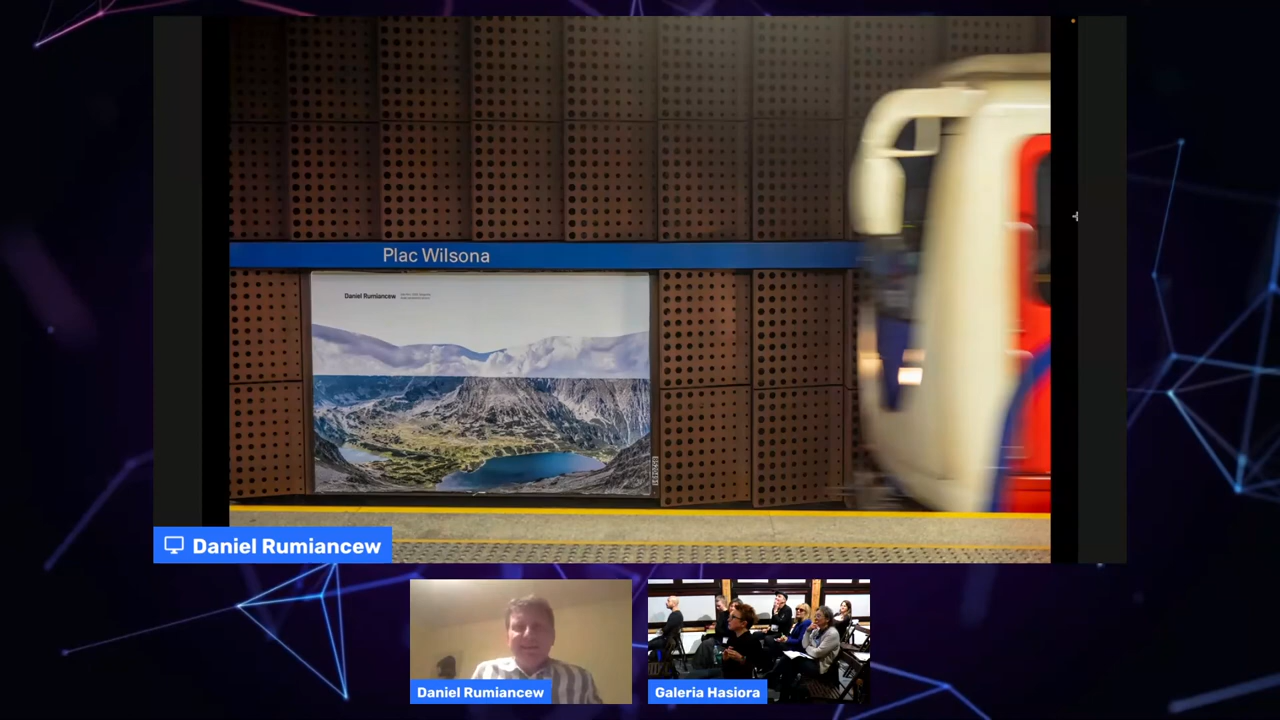 Plac Wilsona
Daniel Rumiancew
Daniel Rumiancew
Daniel Rumiancew
Galeria Hasiora